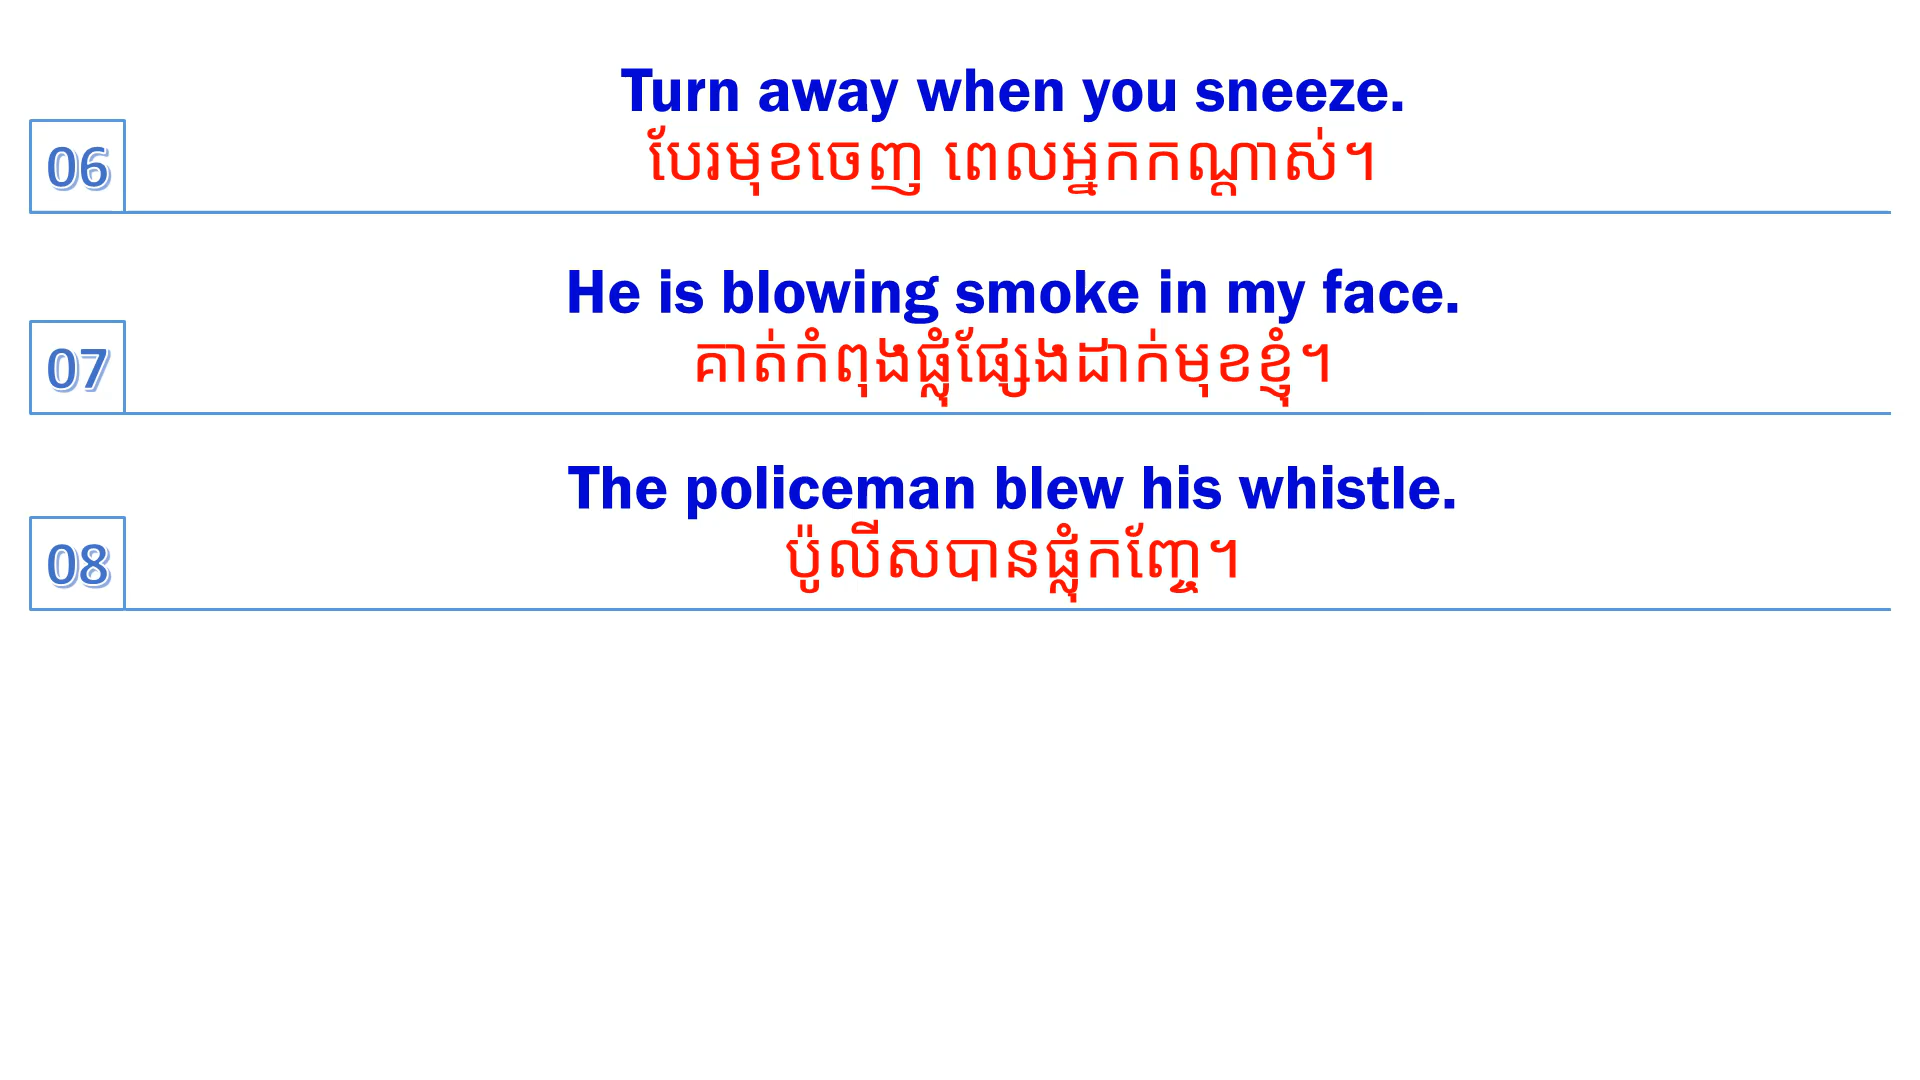 Turn away when you sneeze.
06
បែរមុខចេញ ពេលអ្នកកណ្ដាស់។
He is blowing smoke in my face.
07
គាត់កំពុងផ្លុំផ្សែងដាក់មុខខ្ញុំ។
The policeman blew his whistle.
08
ប៉ូលីសបានផ្លុំកញ្ចែ។